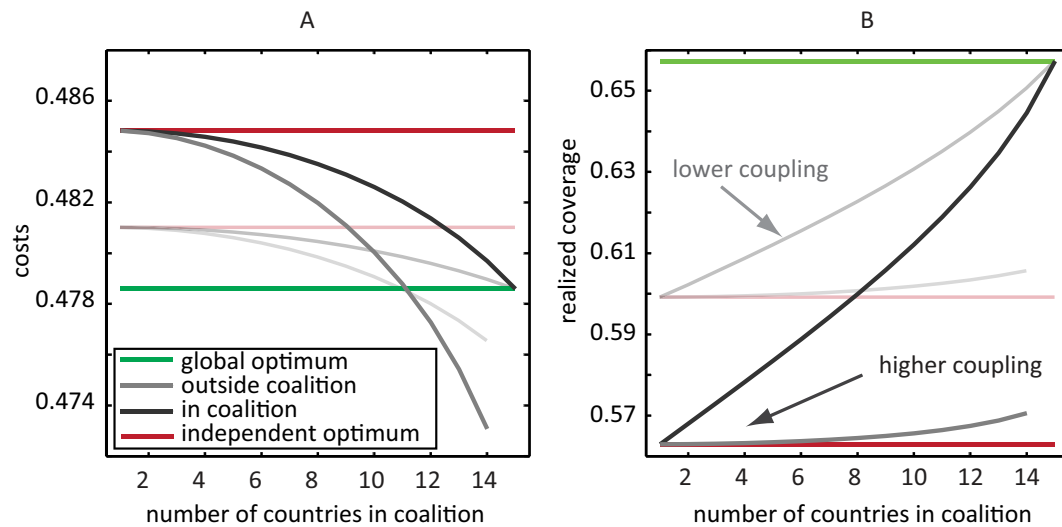 A
costs
0.486
0.482
0.478
0.474
global optimum
outside coalition
in coalition
independent optimum
2 4 6 8 10 12 14
number of countries in coalition
B
realized coverage
0.65
0.63
0.61
0.59
0.57
lower coupling
higher coupling
2 4 6 8 10 12 14
number of countries in coalition